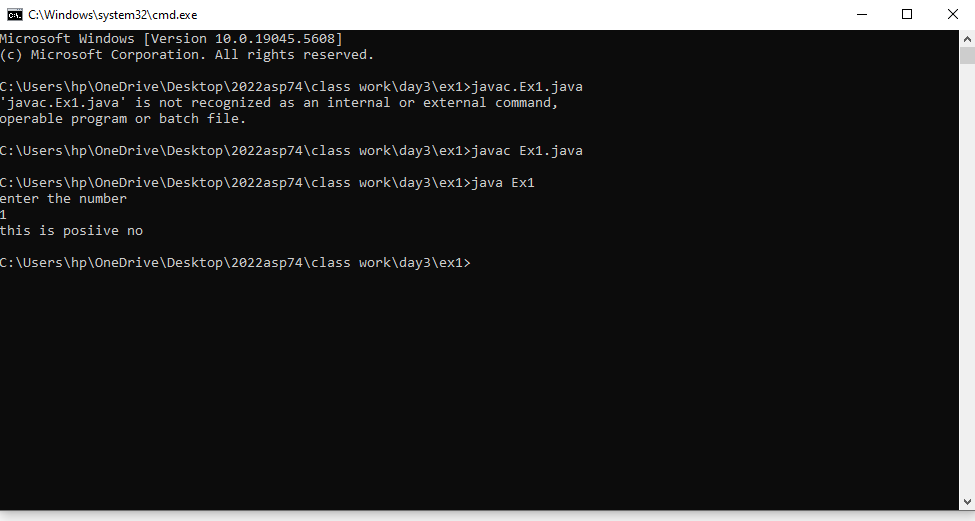 C:\Windows\system32\cmd.exe
Microsoft Windows [Version 10.0.19045.5608]
(c) Microsoft Corporation. All rights reserved.
C:\Users\hp\OneDrive\Desktop\2022asp74\class work\day3\ex1>javac.Ex1.java
'javac.Ex1.java' is not recognized as an internal or external command,
operable program or batch file.
C:\Users\hp\OneDrive\Desktop\2022asp74\class work\day3\ex1>javac Ex1.java
C:\Users\hp\OneDrive\Desktop\2022asp74\class work\day3\ex1>java Ex1
enter the number
1
this is posiive no
C:\Users\hp\OneDrive\Desktop\2022asp74\class work\day3\ex1>